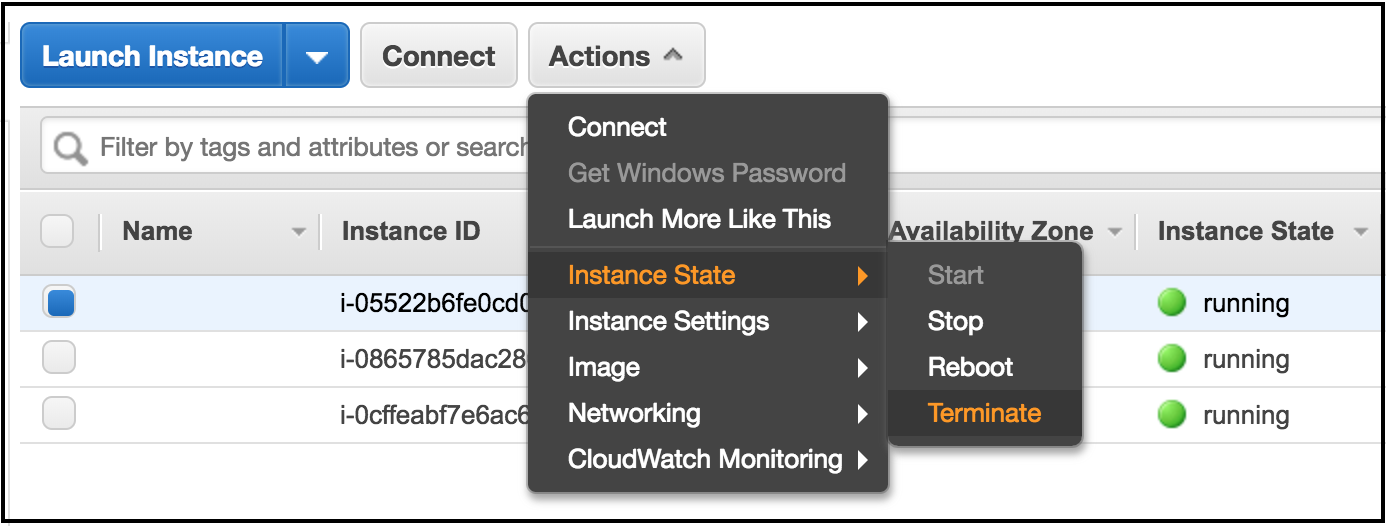 Launch Instance Connect Actions
Connect
Filter by tags and attributes or search
Get Windows Password
Launch More Like This
Name Instance ID Availability Zone Instance State
Instance State Start
i-05522b6fe0cd0 running
Instance Settings Stop
i-0865785dac28 running
Image Reboot
Networking Terminate
i-0cffeabf7e6ac6 running
CloudWatch Monitoring